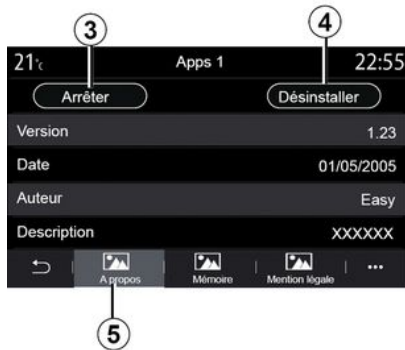 3
4
21°c Apps 1 22:55
Arrêter Désinstaller
Version 1.23
Date 01/05/2005
Auteur Easy
Description XXXXXX
A propos Mémoire Mention légale ...
5